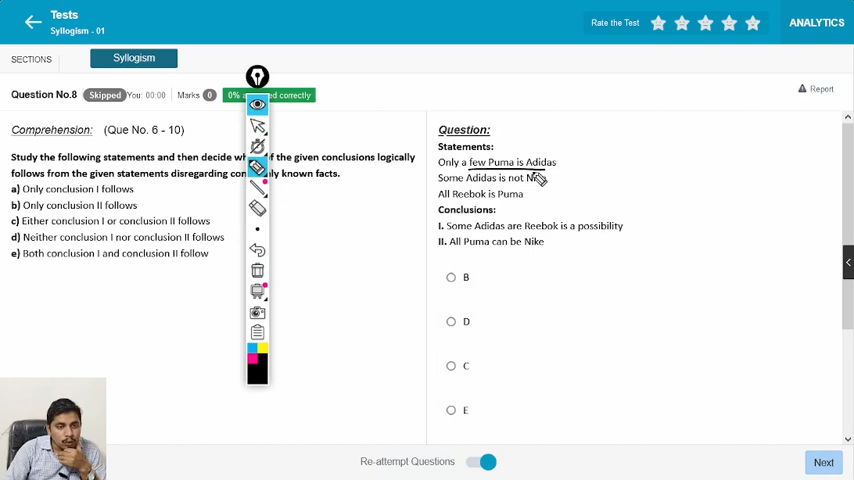 Tests
Syllogism - 01
Rate the Test
ANALYTICS
SECTIONS
Syllogism
Question No.8
Skipped
You: 00:00
Marks
0
0% a
ed correctly
Report
Comprehension: (Que No. 6 - 10)
Study the following statements and then decide w
of the given conclusions logically
follows from the given statements disregarding co
ly known facts.
a) Only conclusion I follows
b) Only conclusion II follows
c) Either conclusion I or conclusion II follows
d) Neither conclusion I nor conclusion II follows
e) Both conclusion I and conclusion II follow
Question:
Statements:
Only a few Puma is Adidas
Some Adidas is not
All Reebok is Puma
Conclusions:
I. Some Adidas are Reebok is a possibility
II. All Puma can be Nike
B
D
C
E
Re-attempt Questions
Next